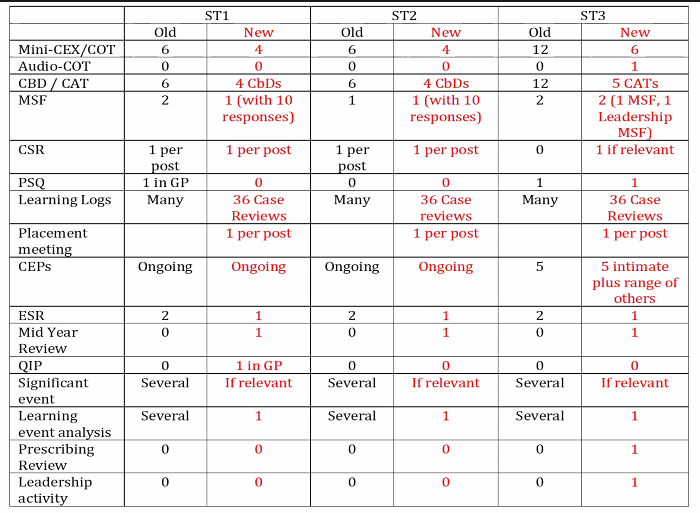 ST1 ST2 ST3
Old New Old New Old New
Mini-CEX/COT 6 4 6 4 12 6
Audio-COT 0 0 0 0 0 1
CBD / CAT 6 4 CbDs 6 4 CbDs 12 5 CATs
MSF 2 1 (with 10 1 1 (with 10 2 2 (1 MSF, 1
responses) responses) Leadership
MSF)
CSR 1 per 1 per post 1 per 1 per post 0 1 if relevant
post post
PSQ 1 in GP 0 0 0 1 1
Learning Logs Many 36 Case Many 36 Case Many 36 Case
Reviews reviews Reviews
Placement 1 per post 1 per post 1 per post
meeting
CEPs Ongoing Ongoing Ongoing Ongoing 5 5 intimate
plus range of
others
ESR 2 1 2 1 2 1
Mid Year 0 1 0 1 0 1
Review
QIP 0 1 in GP 0 0 0 0
Significant Several If relevant Several If relevant Several If relevant
event
Learning Several 1 Several 1 Several 1
event analysis
Prescribing 0 0 0 0 0 1
Review
Leadership 0 0 0 0 0 1
activity